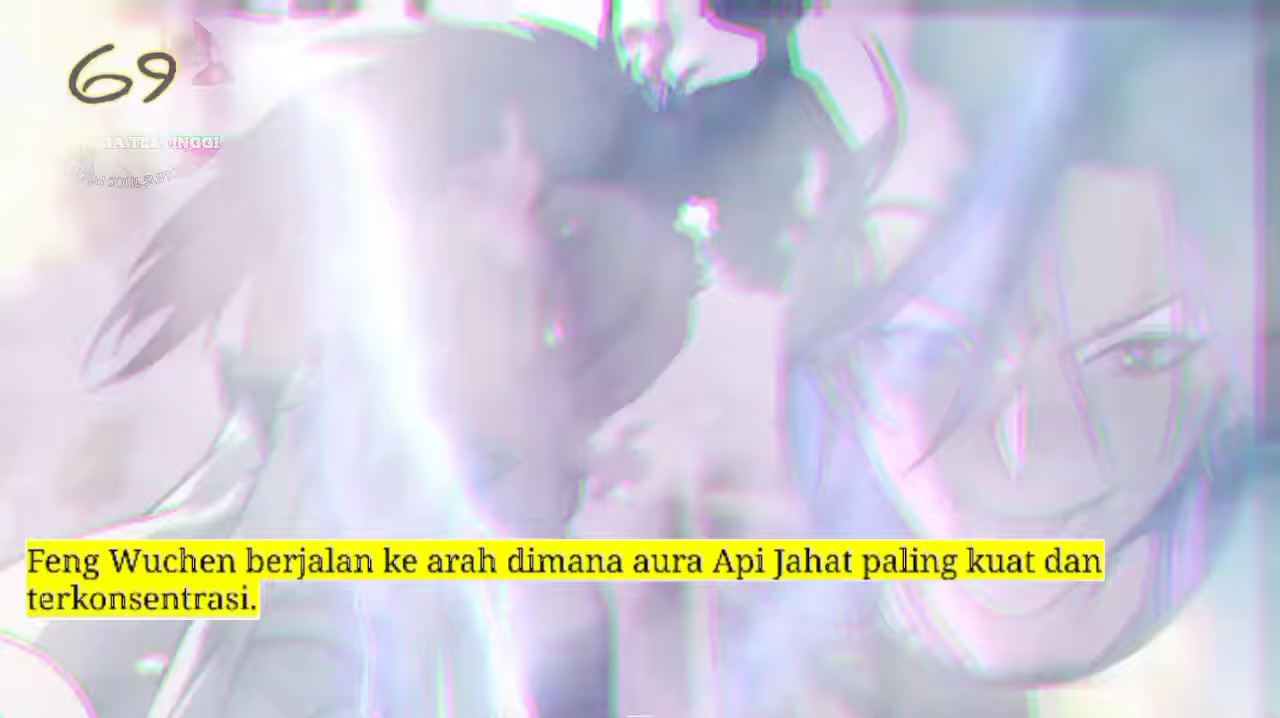 69
Feng Wuchen berjalan ke arah dimana aura Api Jahat paling kuat dan
terkonsentrasi.